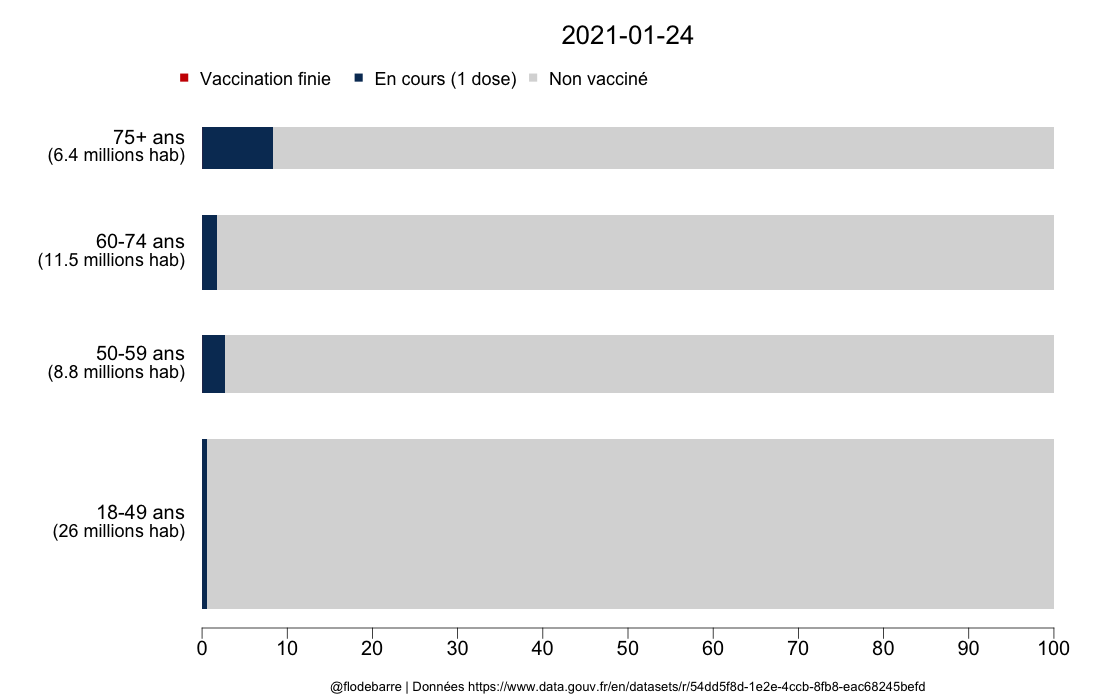 2021-01-24
Vaccination finie En cours (1 dose) Non vacciné
75+ ans
(6.4 millions hab)
60-74 ans
(11.5 millions hab)
50-59 ans
(8.8 millions hab)
18-49 ans
(26 millions hab)
0 10 20 30 40 50 60 70 80 90 100
@flodebarre | Données https://www.data.gouv.fr/en/datasets/r/54dd5f8d-1e2e-4ccb-8fb8-eac68245befd